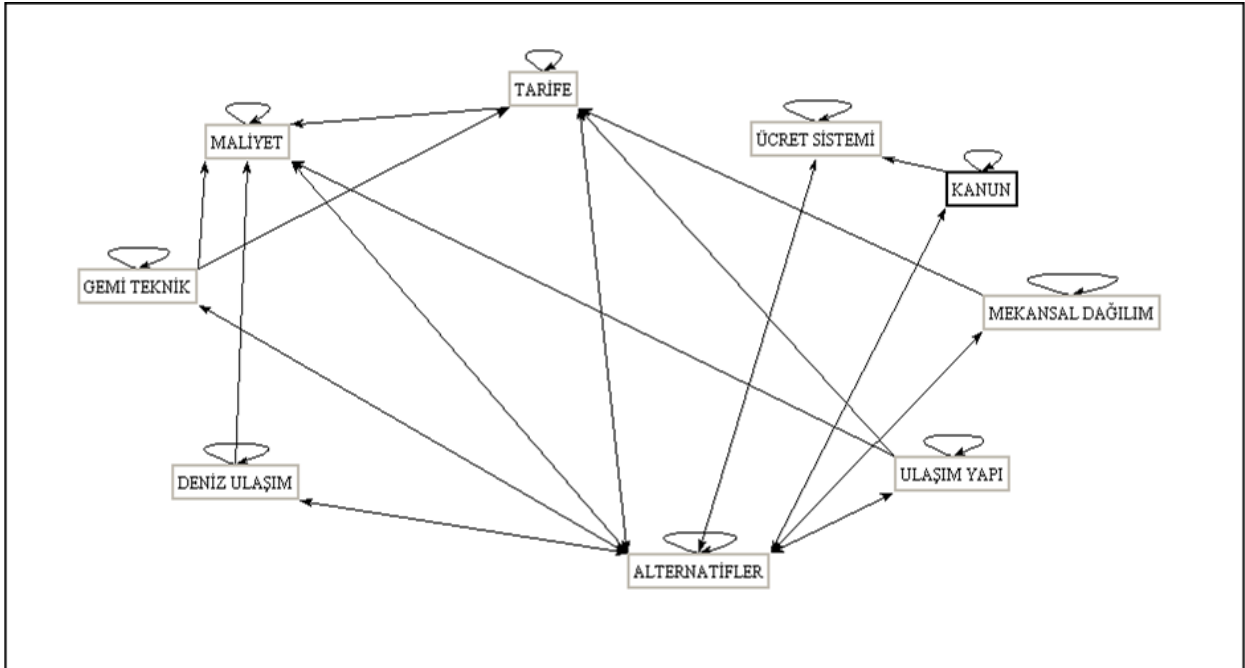 TARİFE
MALİYET
ÜCRET SİSTEMİ
KANUN
GEMİ TEKNİK
MEKANSAL DAĞILIM
DENİZ ULAŞIM
ULAŞIM YAPI
ALTERNATİFLER